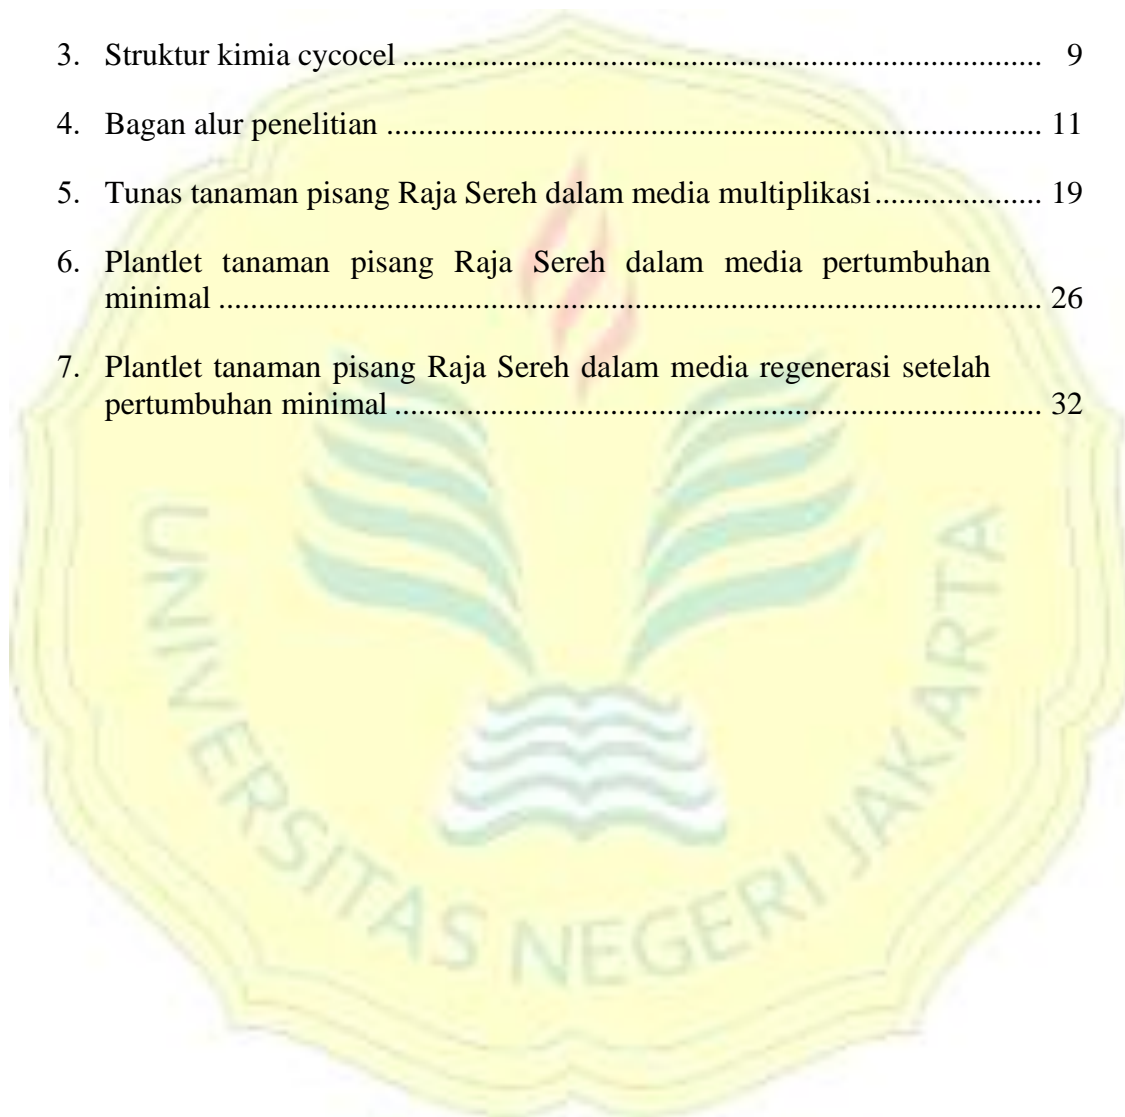 3. Struktur kimia cycocel ................................................................................ 9
4. Bagan alur penelitian .................................................................................. 11
5. Tunas tanaman pisang Raja Sereh dalam media multiplikasi ..................... 19
6. Plantlet tanaman pisang Raja Sereh dalam media pertumbuhan
minimal ....................................................................................................... 26
7. Plantlet tanaman pisang Raja Sereh dalam media regenerasi setelah
pertumbuhan minimal ................................................................................. 32
UNIVERSITAS NEGERI JAKARTA